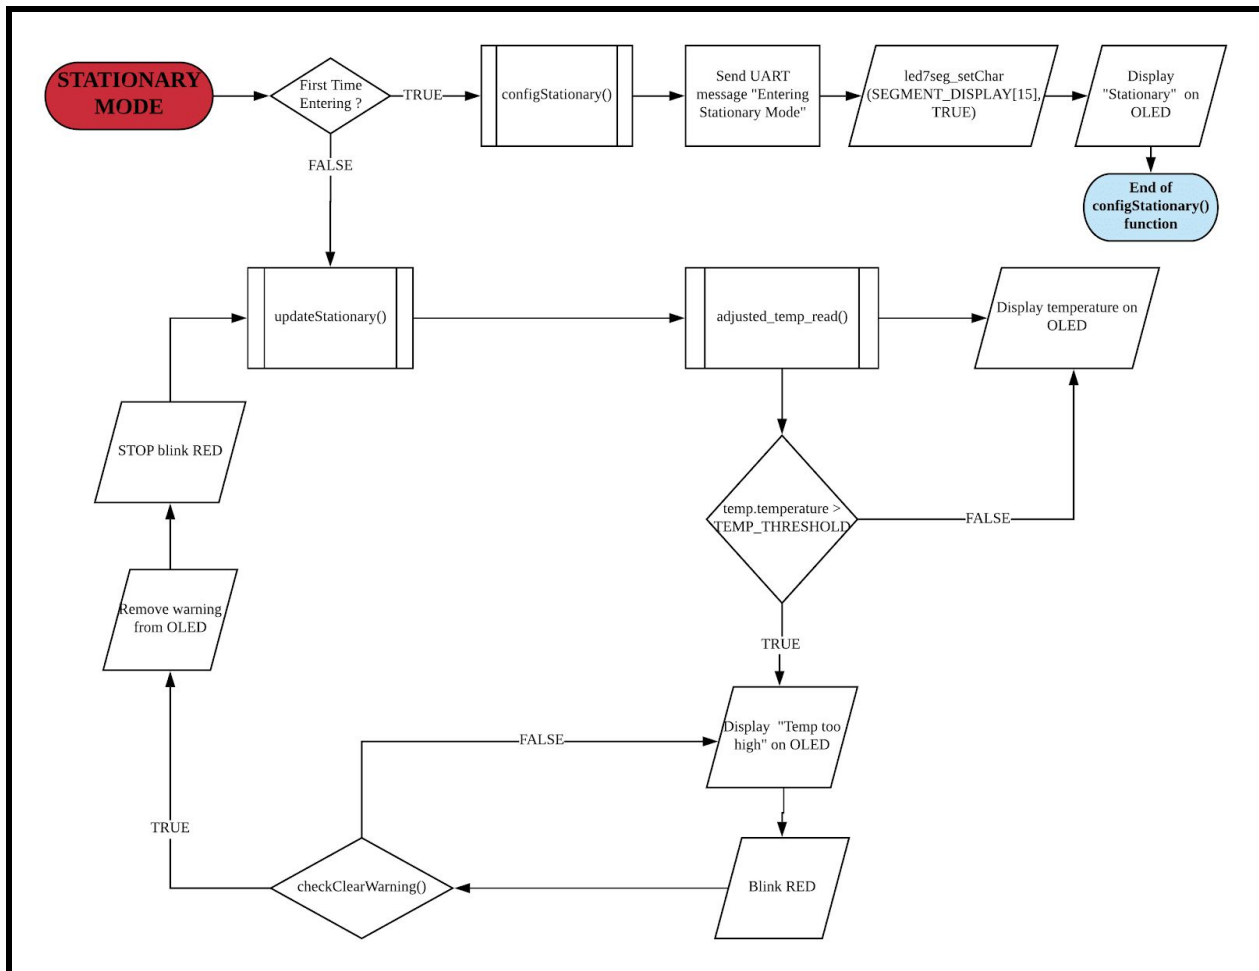 STATIONARY
MODE
First Time
Entering ?
TRUE
configStationary()
Send UART
message "Entering
Stationary Mode"
led7seg_setChar
(SEGMENT_DISPLAY[15],
TRUE)
Display
"Stationary" on
OLED
FALSE
End of
configStationary()
function
updateStationary()
adjusted_temp_read()
Display temperature on
OLED
STOP blink RED
temp.temperature >
TEMP_THRESHOLD
FALSE
Remove warning
from OLED
TRUE
Display "Temp too
high" on OLED
FALSE
TRUE
checkClearWarning()
Blink RED